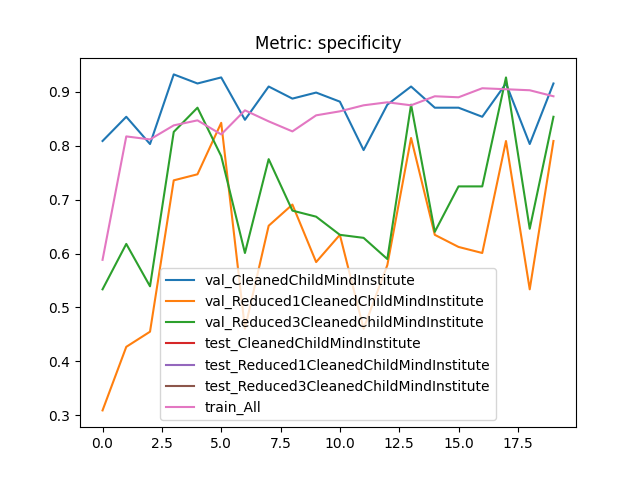 Metric: specificity
0.9
0.8
0.7
0.6
0.5
0.4
0.3
val_CleanedChildMindInstitute
val_Reduced1CleanedChildMindInstitute
val_Reduced3CleanedChildMindInstitute
test_CleanedChildMindInstitute
test_Reduced1CleanedChildMindInstitute
test_Reduced3CleanedChildMindInstitute
train_All
0.0 2.5 5.0 7.5 10.0 12.5 15.0 17.5